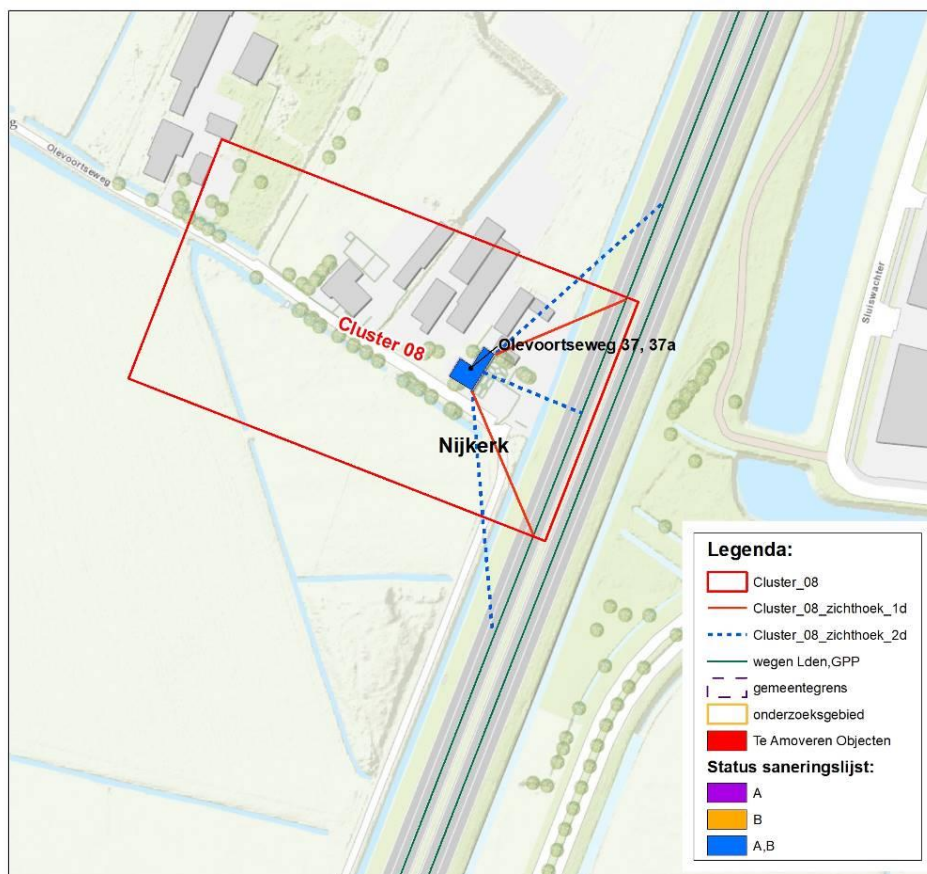 g
Olevoortseweg
Sluiswachter
Cluster 08
Olevoortseweg 37, 37a
Nijkerk
Legenda:
Cluster_08
Cluster_08_zichthoek_1d
Cluster_08_zichthoek_2d
wegen Lden,GPP
gemeentegrens
onderzoeksgebied
Te Amoveren Objecten
Status saneringslijst:
A
B
A,B